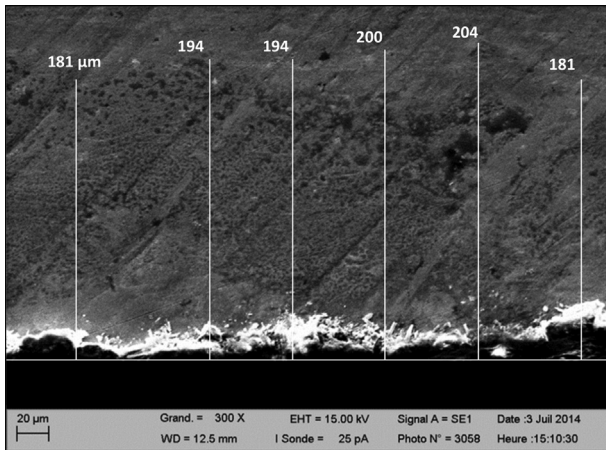 181 µm 194 194 200 204 181
20 µm Grand. = 300 X EHT = 15.00 kV Signal A = SE1 Date :3 Juil 2014
WD = 12.5 mm I Sonde = 25 pA Photo N° = 3058 Heure :15:10:30